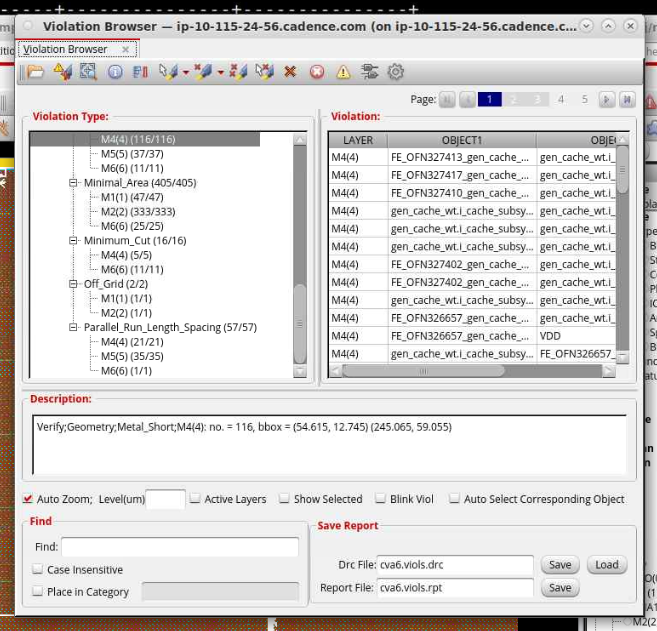 Violation Browser — ip-10-115-24-56.cadence.com (on ip-10-115-24-56.cadence.c...
Violation Browser ×
Page: 1 2 3 4 5
Violation Type:
M4(4) (116/116)
M5(5) (37/37)
M6(6) (11/11)
Minimal_Area (405/405)
M1(1) (47/47)
M2(2) (333/333)
M6(6) (25/25)
Minimum_Cut (16/16)
M4(4) (5/5)
M6(6) (11/11)
Off_Grid (2/2)
M1(1) (1/1)
M2(2) (1/1)
Parallel_Run_Length_Spacing (57/57)
M4(4) (21/21)
M5(5) (35/35)
M6(6) (1/1)
Violation:
LAYER OBJECT1 OBJE
M4(4) FE_OFN327413_gen_cache_... gen_cache_wt.i_
M4(4) FE_OFN327417_gen_cache_... gen_cache_wt.i_
M4(4) FE_OFN327410_gen_cache_... gen_cache_wt.i_
M4(4) gen_cache_wt.i_cache_subsy... gen_cache_wt.i_
M4(4) gen_cache_wt.i_cache_subsy... gen_cache_wt.i_
M4(4) gen_cache_wt.i_cache_subsy... gen_cache_wt.i_
M4(4) FE_OFN327402_gen_cache_... gen_cache_wt.i_
M4(4) FE_OFN327402_gen_cache_... gen_cache_wt.i_
M4(4) gen_cache_wt.i_cache_subsy... gen_cache_wt.i_
M4(4) FE_OFN326657_gen_cache_... gen_cache_wt.i_
M4(4) FE_OFN326657_gen_cache_... VDD
M4(4) gen_cache_wt.i_cache_subsy... FE_OFN326657_
Description:
Verify;Geometry;Metal_Short;M4(4): no. = 116, bbox = (54.615, 12.745) (245.065, 59.055)
Auto Zoom; Level(um) Active Layers Show Selected Blink Viol Auto Select Corresponding Object
Find
Find:
Case Insensitive
Place in Category
Save Report
Drc File: cva6.viols.drc Save Load
Report File: cva6.viols.rpt Save
M2(2